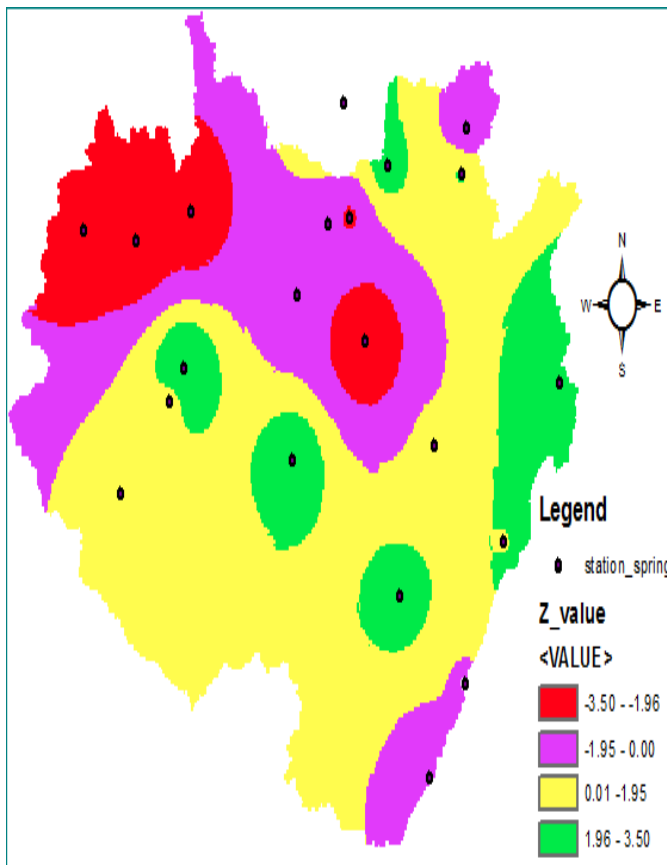 N
W E
S
Legend
station_spring
Z_value
<VALUE>
-3.50 - -1.96
-1.95 - 0.00
0.01 -1.95
1.96 - 3.50